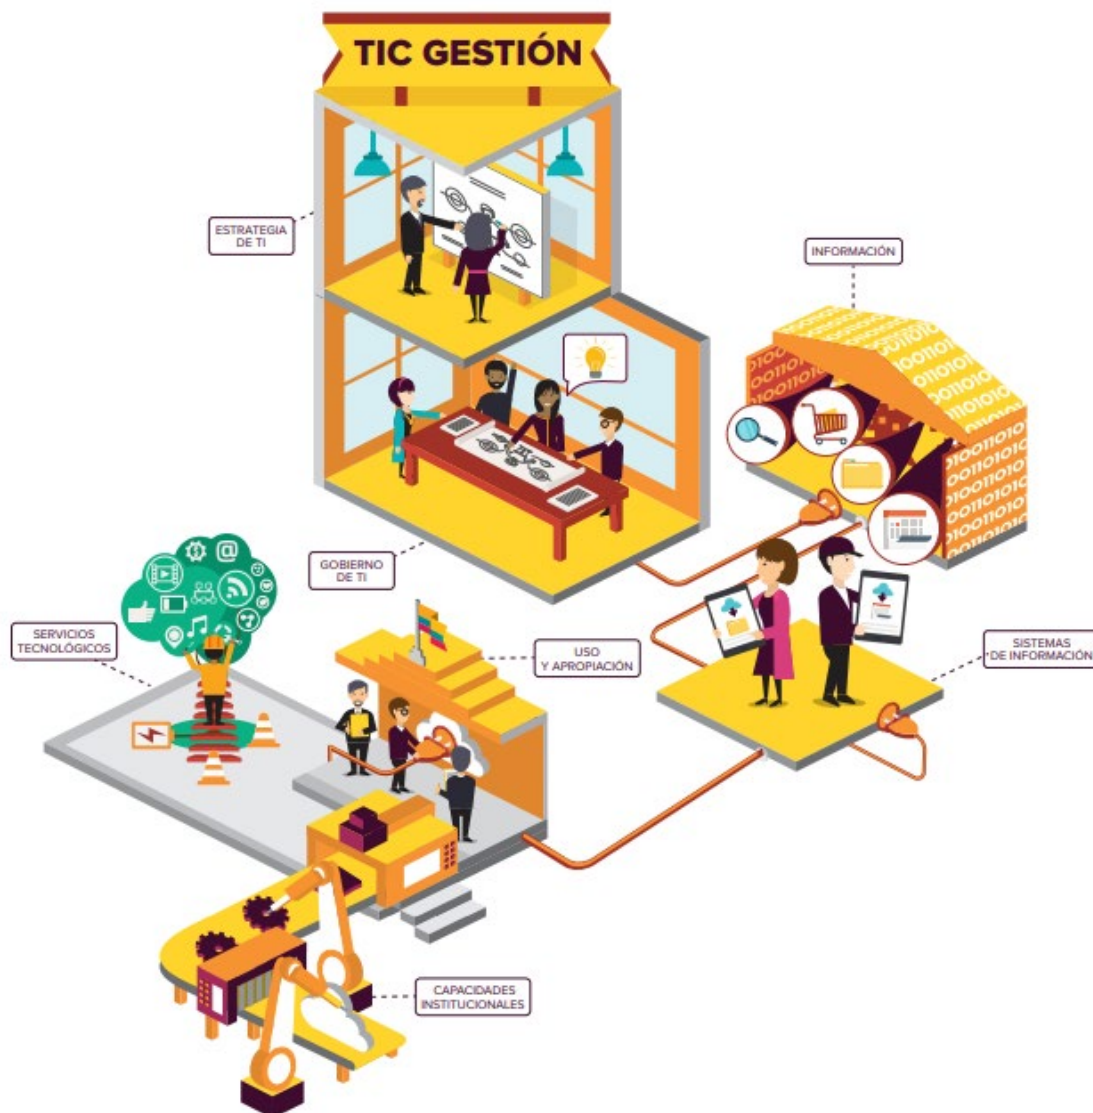 TIC GESTIÓN
ESTRATEGIA
DE TI
INFORMACIÓN
GOBIERNO
DE TI
SERVICIOS
TECNOLÓGICOS
USO
Y APROPIACIÓN
SISTEMAS
DE INFORMACIÓN
CAPACIDADES
INSTITUCIONALES